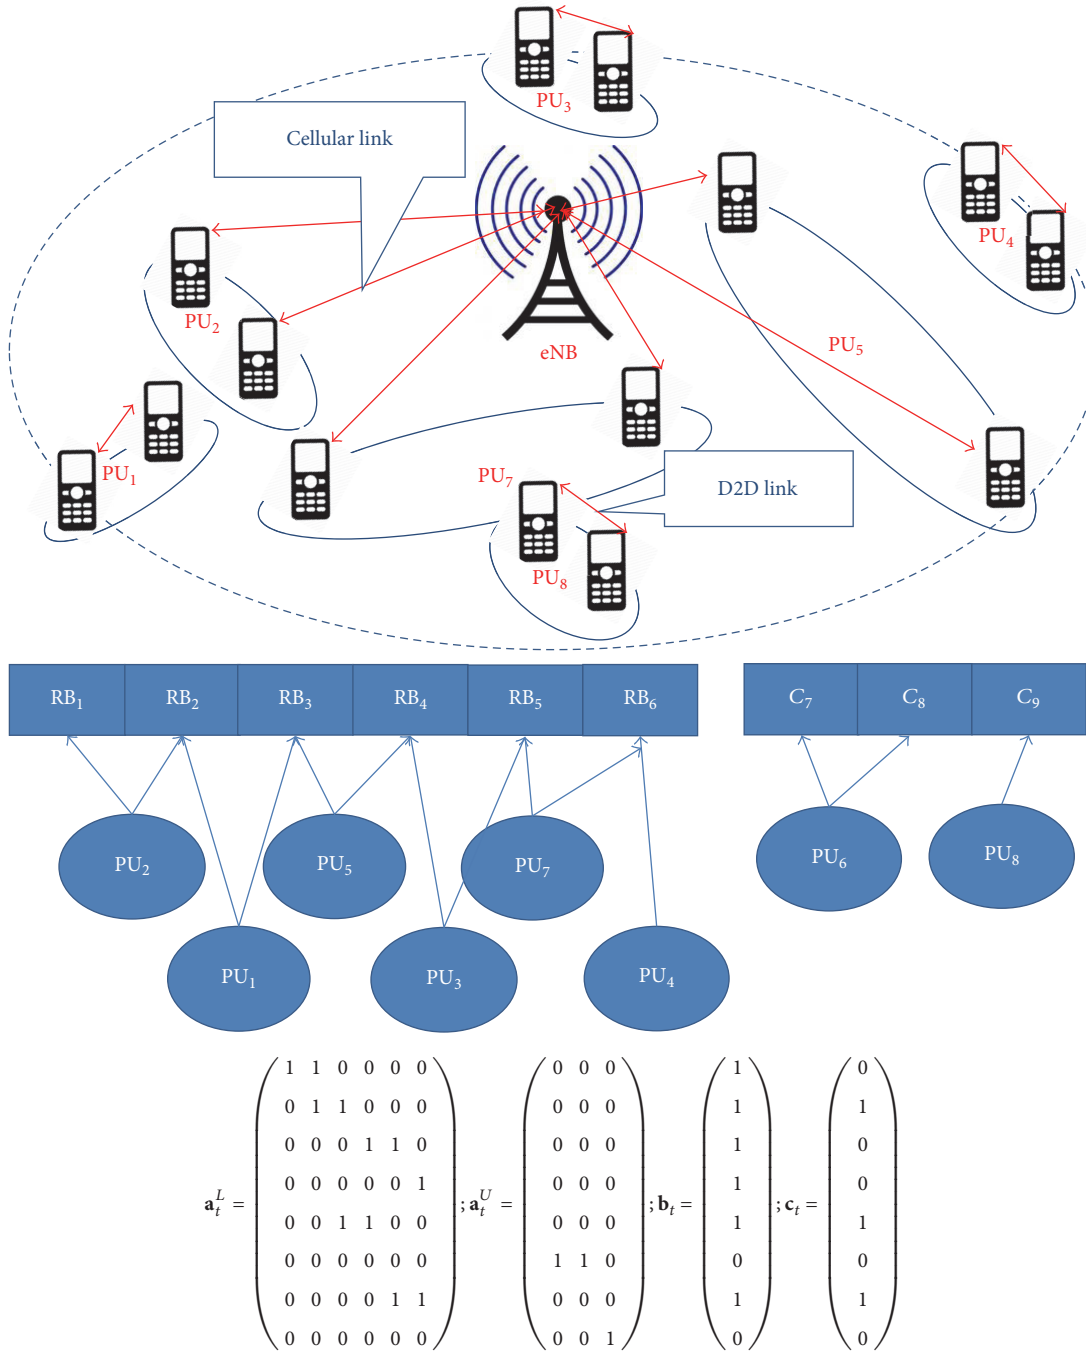 PU3
Cellular link
PU4
PU2
eNB
PU5
PU1
PU7
D2D link
PU8
RB1 RB2 RB3 RB4 RB5 RB6 C7 C8 C9
PU2 PU5 PU7 PU6 PU8
PU1 PU3 PU4
1 1 0 0 0 0 0 0 0 1 0
0 1 1 0 0 0 0 0 0 1 1
0 0 0 1 1 0 0 0 0 1 0
a_t^L = 0 0 0 0 0 1 ; a_t^U = 0 0 0 ; b_t = 1 ; c_t = 0
0 0 1 1 0 0 0 0 0 1 1
0 0 0 0 0 0 1 1 0 0 0
0 0 0 0 1 1 0 0 0 1 1
0 0 0 0 0 0 0 0 1 0 0